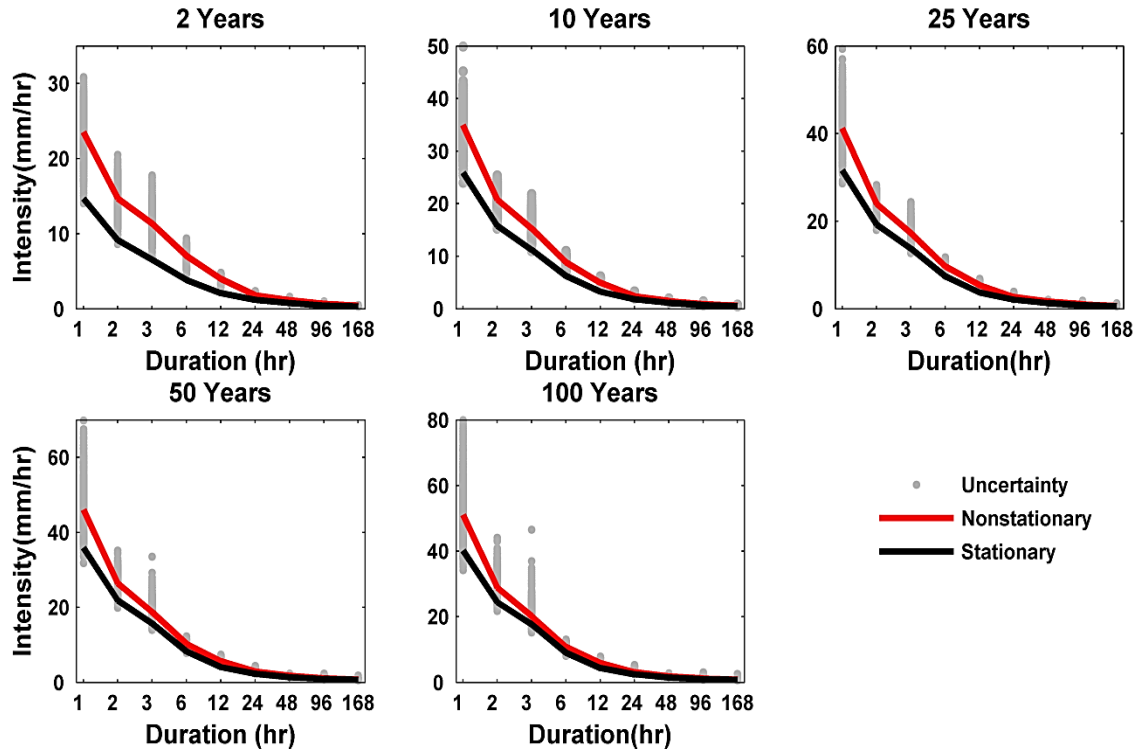 2 Years
10 Years
25 Years
Intensity(mm/hr)
30
20
10
0
1 2 3 6 12 24 48 96 168
Duration (hr)
50
40
30
20
10
0
1 2 3 6 12 24 48 96 168
Duration (hr)
60
40
20
0
1 2 3 6 12 24 48 96 168
Duration(hr)
50 Years
100 Years
Intensity(mm/hr)
60
40
20
0
1 2 3 6 12 24 48 96 168
Duration (hr)
80
60
40
20
0
1 2 3 6 12 24 48 96 168
Duration(hr)
Uncertainty
Nonstationary
Stationary